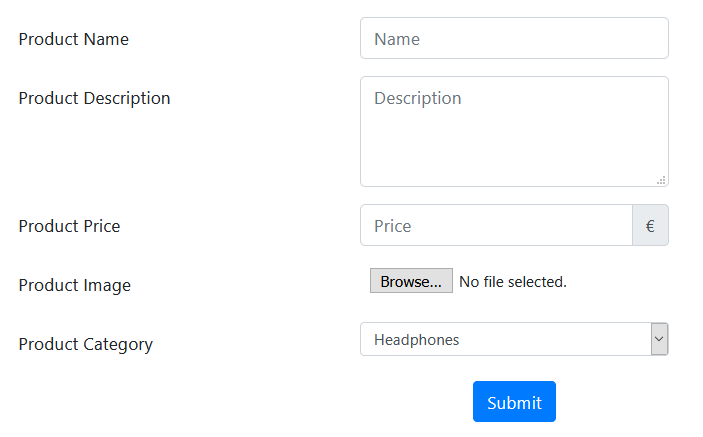 Product Name Name
Product Description Description
Product Price Price €
Product Image Browse... No file selected.
Product Category Headphones
Submit